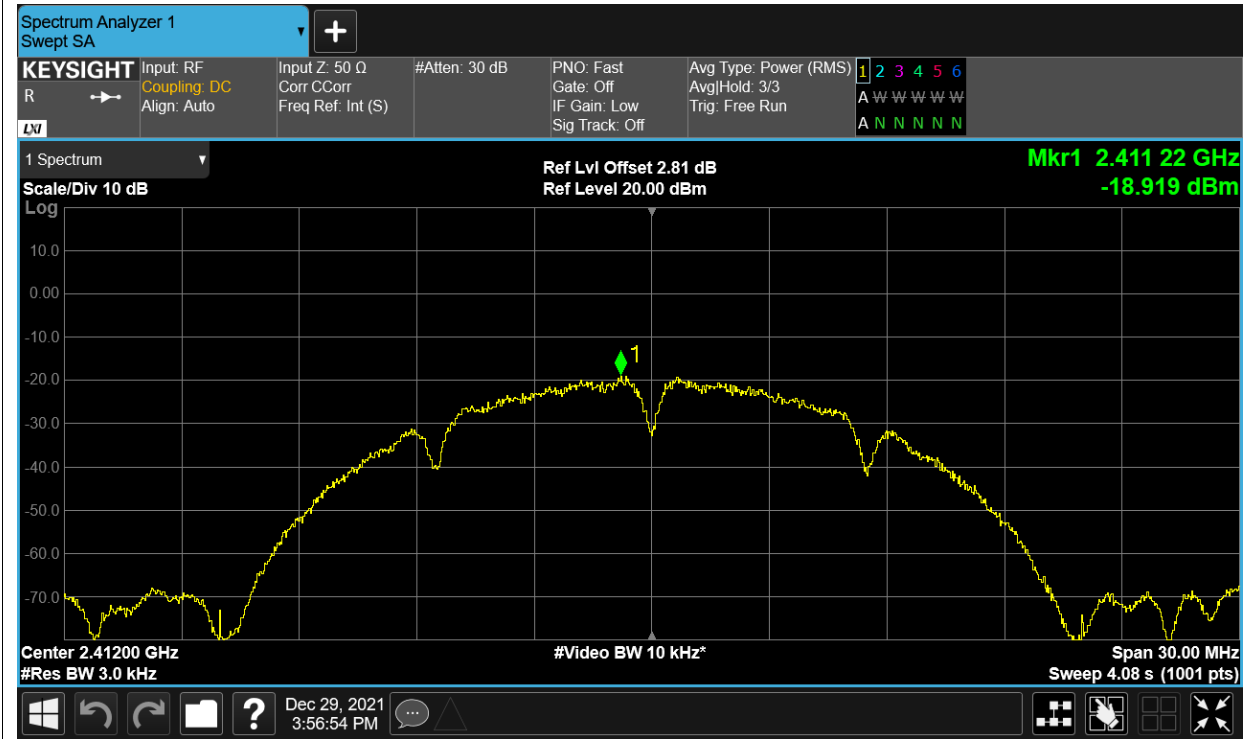 Spectrum Analyzer 1
Swept SA
KEYSIGHT
R
LXI
Input: RF
Coupling: DC
Align: Auto
Input Z: 50 Ω
Corr CCorr
Freq Ref: Int (S)
#Atten: 30 dB
PNO: Fast
Gate: Off
IF Gain: Low
Sig Track: Off
Avg Type: Power (RMS)
Avg|Hold: 3/3
Trig: Free Run
1 2 3 4 5 6
A W W W W W
A N N N N N
1 Spectrum
Scale/Div 10 dB
Ref Lvl Offset 2.81 dB
Ref Level 20.00 dBm
Mkr1 2.411 22 GHz
-18.919 dBm
Log
10.0
0.00
-10.0
1
-20.0
-30.0
-40.0
-50.0
-60.0
-70.0
Center 2.41200 GHz
#Video BW 10 kHz*
Span 30.00 MHz
#Res BW 3.0 kHz
Sweep 4.08 s (1001 pts)
?
Dec 29, 2021
3:56:54 PM